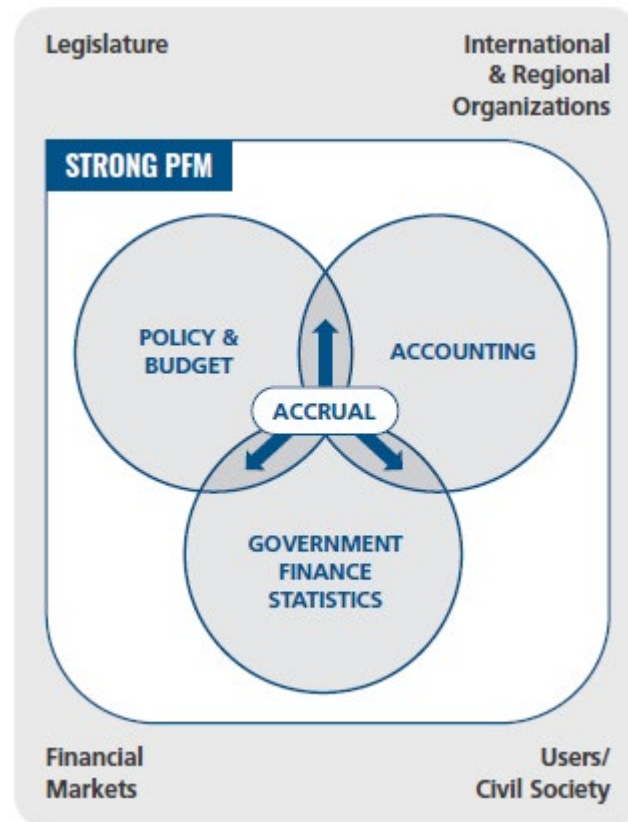 Legislature
International
& Regional
Organizations
STRONG PFM
POLICY &
BUDGET
ACCOUNTING
ACCRUAL
GOVERNMENT
FINANCE
STATISTICS
Financial
Markets
Users/
Civil Society